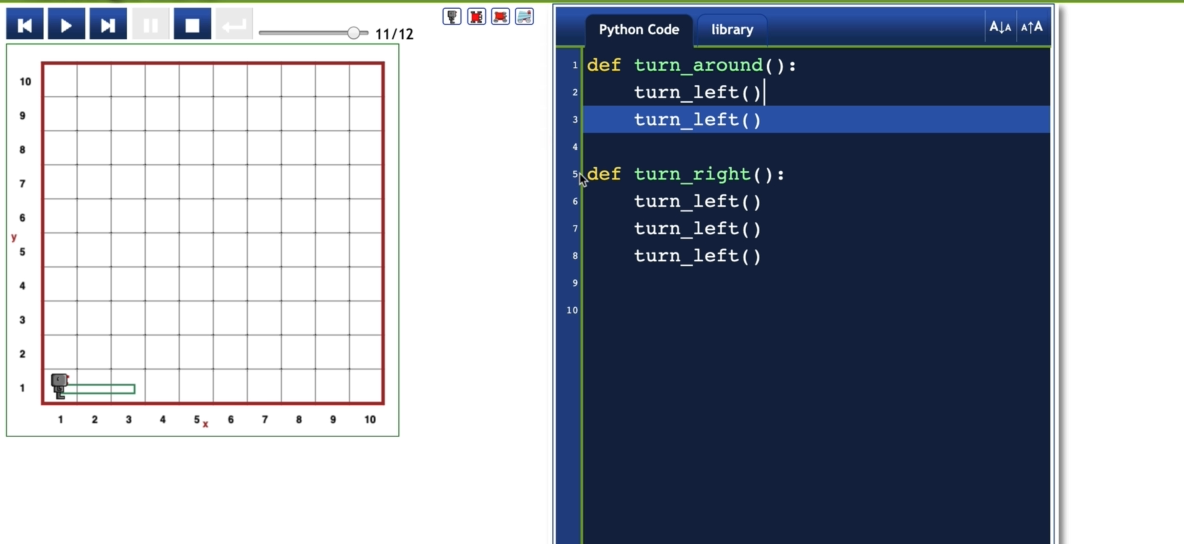 11/12
10
9
8
7
6
y
5
4
3
2
1
1 2 3 4 5 x 6 7 8 9 10
Python Code library A↓A A↑A
1 def turn_around():
2     turn_left()
3     turn_left()
4
5 def turn_right():
6     turn_left()
7     turn_left()
8     turn_left()
9
10